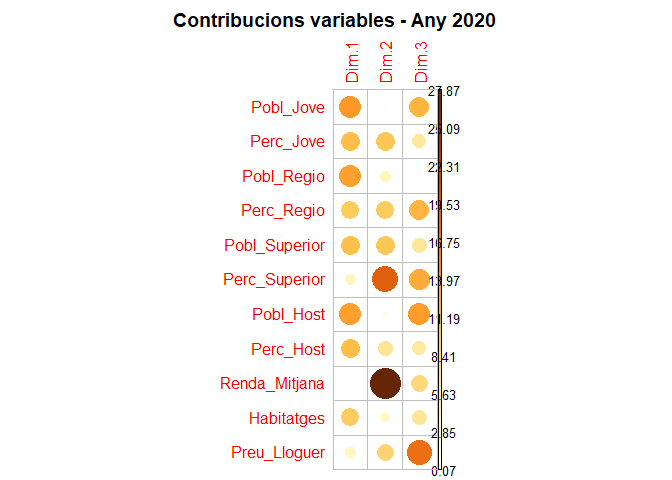 Contribucions variables - Any 2020
Dim.1
Dim.2
Dim.3
Pobl_Jove
Perc_Jove
Pobl_Regio
Perc_Regio
Pobl_Superior
Perc_Superior
Pobl_Host
Perc_Host
Renda_Mitjana
Habitatges
Preu_Lloguer
27.87
25.09
22.31
19.53
16.75
13.97
11.19
8.41
5.63
2.85
0.07